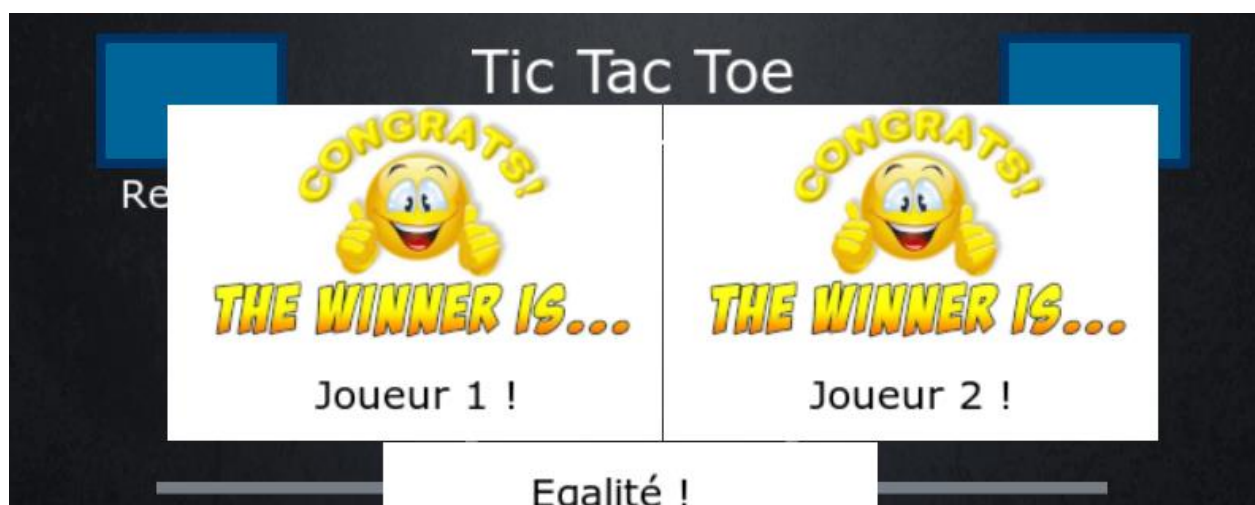 Tic Tac Toe
CONGRATS!
CONGRATS!
Re
THE WINNER IS...
THE WINNER IS...
Joueur 1 !
Joueur 2 !
Egalité !